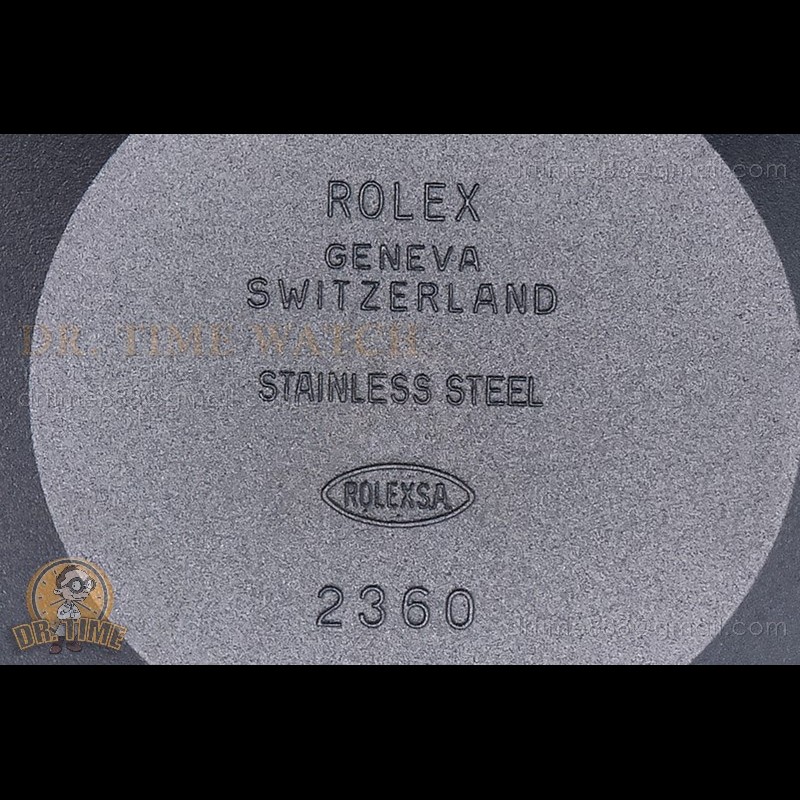 ROLEX
GENEVA
SWITZERLAND
DR. TIME WATCH
STAINLESS STEEL
ROLEXSA
2360
DR. TIME